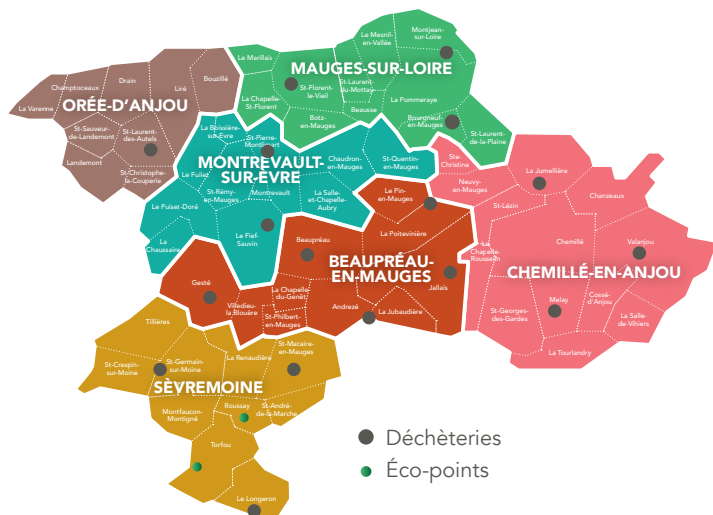 Montjean-
sur-Loire
Le Mesnil-
en-Vallée
Le Marillais
MAUGES-SUR-LOIRE
St-Florent-
le-Vieil
St-Laurent-
du-Mottay
La Chapelle-
St-Florent
La Pommeraye
Botz-
en-Mauges
Beausse
Bourgneuf-
en-Mauges
St-Laurent-
de-la-Plaine
Bouzillé
Drain
Liré
Champtoceaux
La Varenne
ORÉE-D'ANJOU
St-Sauveur-
de-Landemont
St-Laurent-
des-Autels
Landemont
St-Christophe-
la-Couperie
La Boissière-
sur-Èvre
St-Pierre-
Montlimart
MONTREVAULT-
SUR-ÈVRE
Chaudron-
en-Mauges
St-Quentin-
en-Mauges
Le Fuilet
St-Rémy-
en-Mauges
Montrevault
La Salle-
et-Chapelle-
Aubry
Le Puiset-Doré
La
Chaussaire
Le Fief-
Sauvin
Ste-
Christine
Neuvy-
en-Mauges
La Jumellière
St-Lézin
Chanzeaux
La
Chapelle-
Rousselin
Chemillé
Valanjou
CHEMILLÉ-EN-ANJOU
St-Georges-
des-Gardes
Melay
Cossé-
d'Anjou
La Salle-
de-Vihiers
La Tourlandry
Le Pin-
en-Mauges
Beaupréau
La Poitevinière
BEAUPRÉAU-
EN-MAUGES
Jallais
Gesté
La Chapelle-
du-Genêt
Villedieu-
la-Blouère
St-Philbert-
en-Mauges
Andrezé
La Jubaudière
Tillières
St-Macaire-
en-Mauges
La Renaudière
St-Crespin-
sur-Moine
St-Germain-
sur-Moine
SÈVREMOINE
Montfaucon-
Montigné
Roussay
St-André-
de-la-Marche
Torfou
Le Longeron
Déchèteries
Éco-points